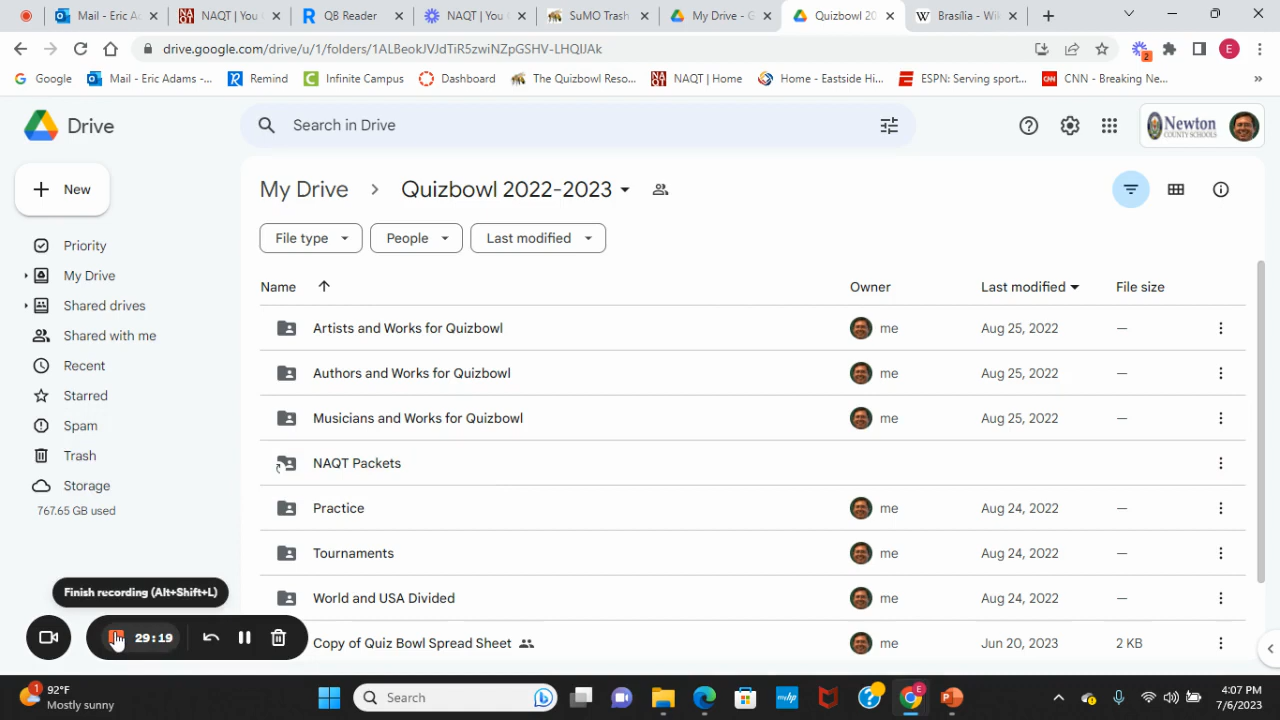 Mail - Eric A
NAQT | You
QB Reader
NAQT | You
SuMO Trash
My Drive - G
Quizbowl 20
Brasília - Wi
drive.google.com/drive/u/1/folders/1ALBeokJVJdTiR5zwiNZpGSHV-LHQIJAk
2
E
Google
Mail - Eric Adams -...
Remind
Infinite Campus
Dashboard
The Quizbowl Reso...
NAQT | Home
Home - Eastside Hi...
ESPN: Serving sport...
CNN - Breaking Ne...
Drive
Search in Drive
Newton
COUNTY SCHOOLS
New
My Drive > Quizbowl 2022-2023
Priority
My Drive
Shared drives
Shared with me
Recent
Starred
Spam
Trash
Storage
767.65 GB used
File type
People
Last modified
Name
Owner
Last modified
File size
Artists and Works for Quizbowl me Aug 25, 2022 —
Authors and Works for Quizbowl me Aug 25, 2022 —
Musicians and Works for Quizbowl me Aug 25, 2022 —
NAQT Packets
Practice me Aug 24, 2022 —
Tournaments me Aug 24, 2022 —
World and USA Divided me Aug 24, 2022 —
Copy of Quiz Bowl Spread Sheet me Jun 20, 2023 2 KB
Finish recording (Alt+Shift+L)
29:19
1
92°F
Mostly sunny
Search
4:07 PM
7/6/2023